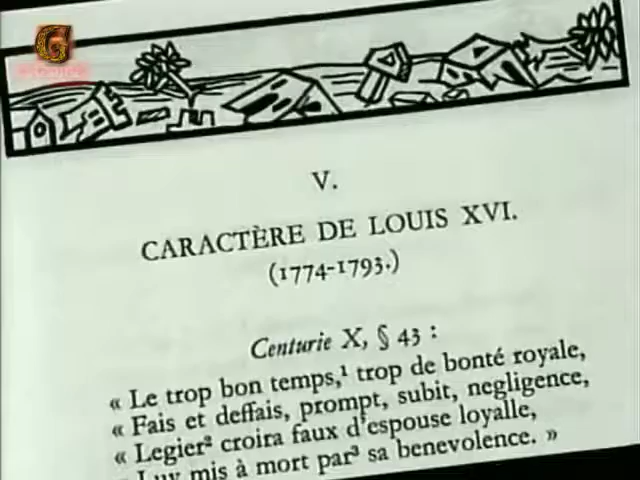 G
V.
CARACTÈRE DE LOUIS XVI.
(1774-1793.)
Centurie X, § 43 :
« Le trop bon temps,¹ trop de bonté royale,
« Fais et deffais, prompt, subit, negligence,
« Legier² croira faux d'espouse loyalle,
« Luy mis à mort par³ sa benevolence. »